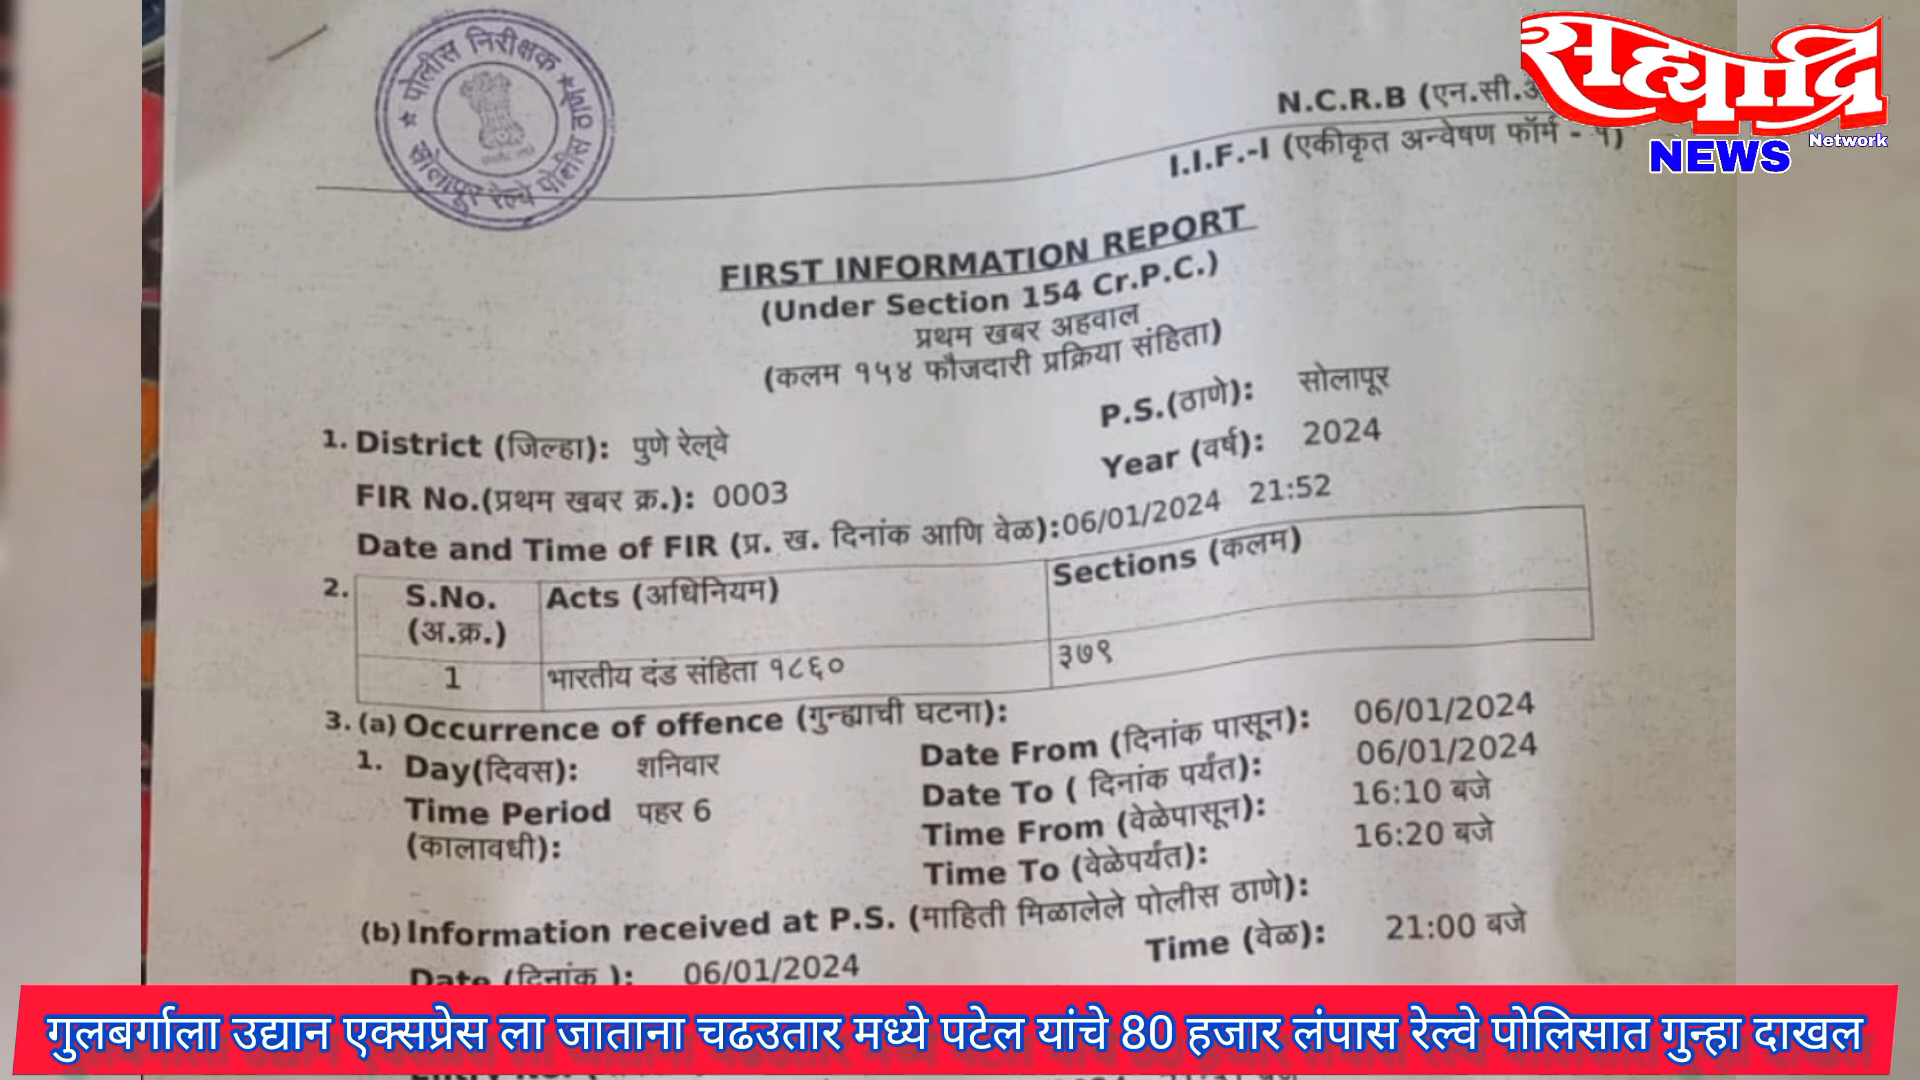 पोलीस निरीक्षक
सोलापूर रेल्वे पोलीस
सह्याद्रि
NEWS Network
N.C.R.B (एन.सी.
I.I.F.-I (एकीकृत अन्वेषण फॉर्म - १)
FIRST INFORMATION REPORT
(Under Section 154 Cr.P.C.)
प्रथम खबर अहवाल
(कलम १५४ फौजदारी प्रक्रिया संहिता)
1. District (जिल्हा): पुणे रेल्वे P.S.(ठाणे): सोलापूर
FIR No.(प्रथम खबर क्र.): 0003 Year (वर्ष): 2024
Date and Time of FIR (प्र. ख. दिनांक आणि वेळ):06/01/2024 21:52
2. S.No. Acts (अधिनियम) Sections (कलम)
(अ.क्र.)
1 भारतीय दंड संहिता १८६० ३७९
3. (a) Occurrence of offence (गुन्ह्याची घटना):
1. Day(दिवस): शनिवार Date From (दिनांक पासून): 06/01/2024
Date To ( दिनांक पर्यंत): 06/01/2024
Time Period पहर 6 Time From (वेळेपासून): 16:10 बजे
(कालावधी): Time To (वेळेपर्यंत): 16:20 बजे
(b) Information received at P.S. (माहिती मिळालेले पोलीस ठाणे):
Date (दिनांक ): 06/01/2024 Time (वेळ): 21:00 बजे
गुलबर्गाला उद्यान एक्सप्रेस ला जाताना चढउतार मध्ये पटेल यांचे 80 हजार लंपास रेल्वे पोलिसात गुन्हा दाखल